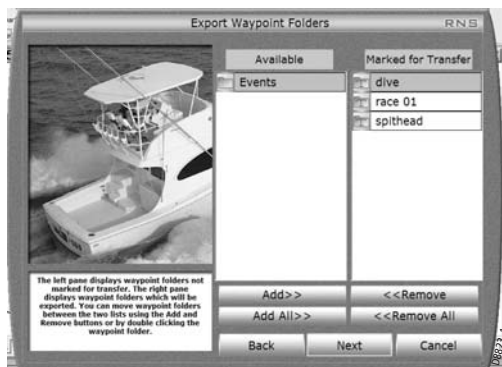 Export Waypoint Folders
RNS
Available
Marked for Transfer
Events
dive
race 01
spithead
The left pane displays waypoint folders not
marked for transfer. The right pane
displays waypoint folders which will be
exported. You can move waypoint folders
between the two lists using the Add and
Remove buttons or by double clicking the
waypoint folder.
Add>>
<<Remove
Add All>>
<<Remove All
Back
Next
Cancel